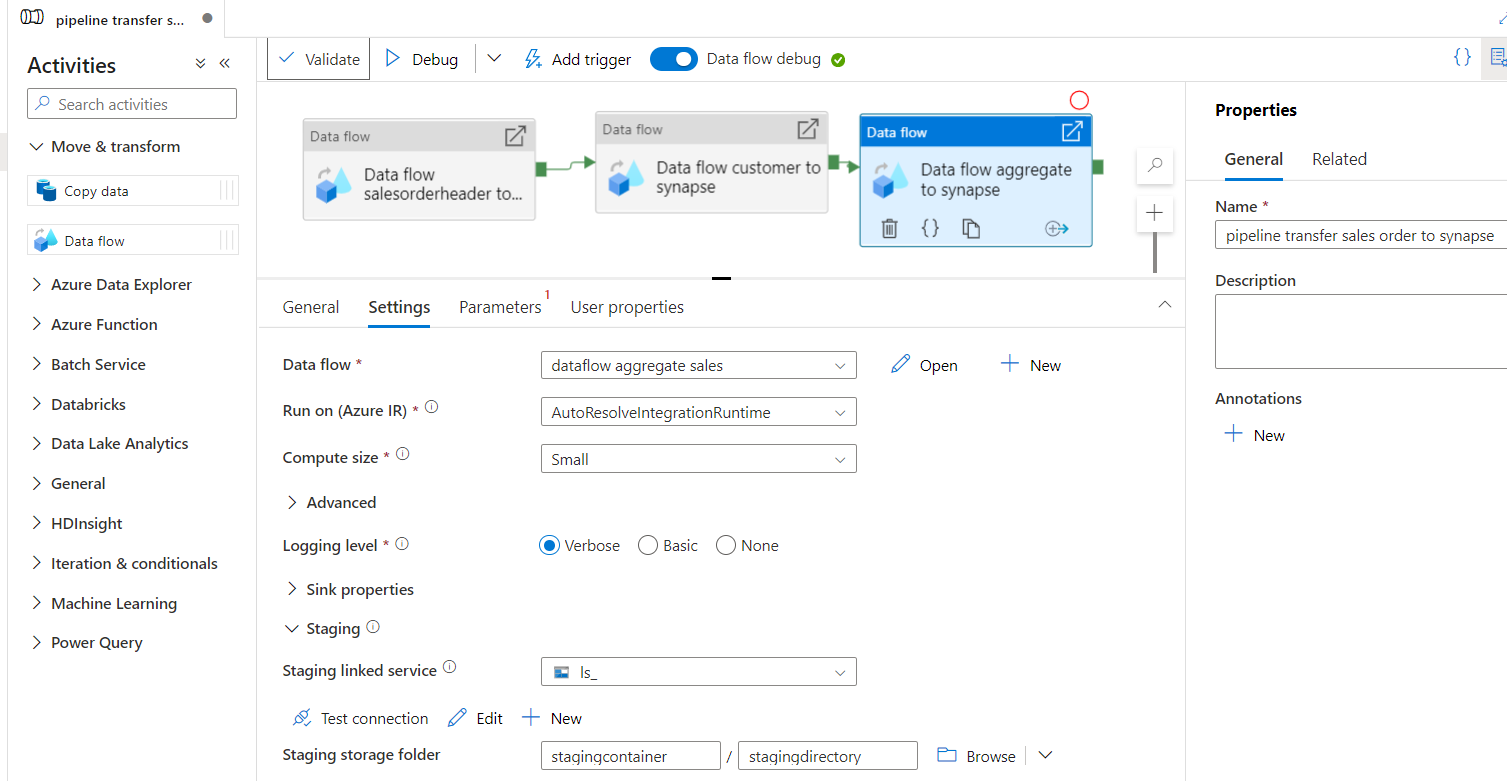 pipeline transfer s...
Activities
Validate
Debug
Add trigger
Data flow debug
{}
Search activities
Move & transform
Copy data
Data flow
Azure Data Explorer
Azure Function
Batch Service
Databricks
Data Lake Analytics
General
HDInsight
Iteration & conditionals
Machine Learning
Power Query
Data flow
Data flow
salesorderheader to...
Data flow
Data flow customer to
synapse
Data flow
Data flow aggregate
to synapse
{}
General
Settings
Parameters 1
User properties
Data flow *
dataflow aggregate sales
Open
New
Run on (Azure IR) *
AutoResolveIntegrationRuntime
Compute size *
Small
Advanced
Logging level *
Verbose
Basic
None
Sink properties
Staging
Staging linked service
ls_
Test connection
Edit
New
Staging storage folder
stagingcontainer
/
stagingdirectory
Browse
Properties
General
Related
Name *
pipeline transfer sales order to synapse
Description
Annotations
New